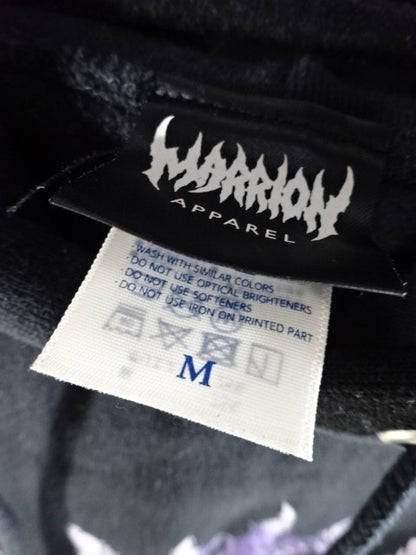 MARRION
APPAREL
WASH WITH SIMILAR COLORS
· DO NOT USE OPTICAL BRIGHTENERS
· DO NOT USE SOFTENERS
· DO NOT USE IRON ON PRINTED PART
M